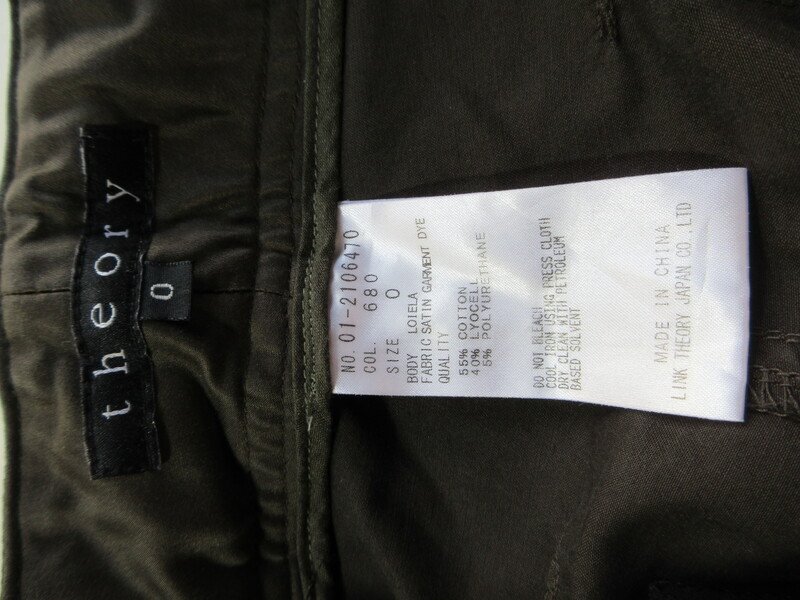 theory
0
NO. 01-2106470
COL. 680
SIZE 0
BODY LOIELA
FABRIC SATIN GARMENT DYE
QUALITY
55% COTTON
40% LYOCELL
5% POLYURETHANE
DO NOT BLEACH
COOL IRON USING PRESS CLOTH
DRY CLEAN WITH PETROLEUM
BASED SOLVENT
MADE IN CHINA
LINK THEORY JAPAN CO.,LTD